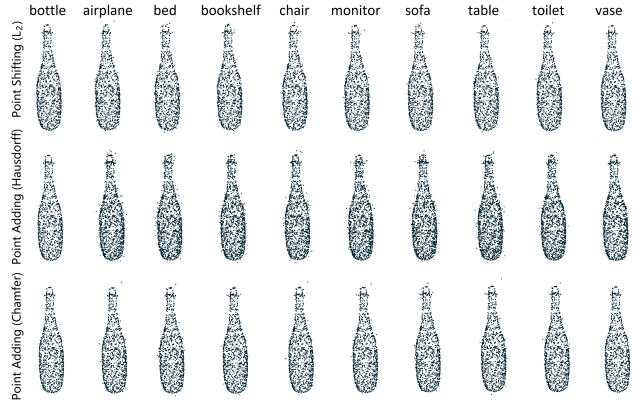 bottle airplane bed bookshelf chair monitor sofa table toilet vase
Point Shifting (L₂)
Point Adding (Hausdorff)
Point Adding (Chamfer)